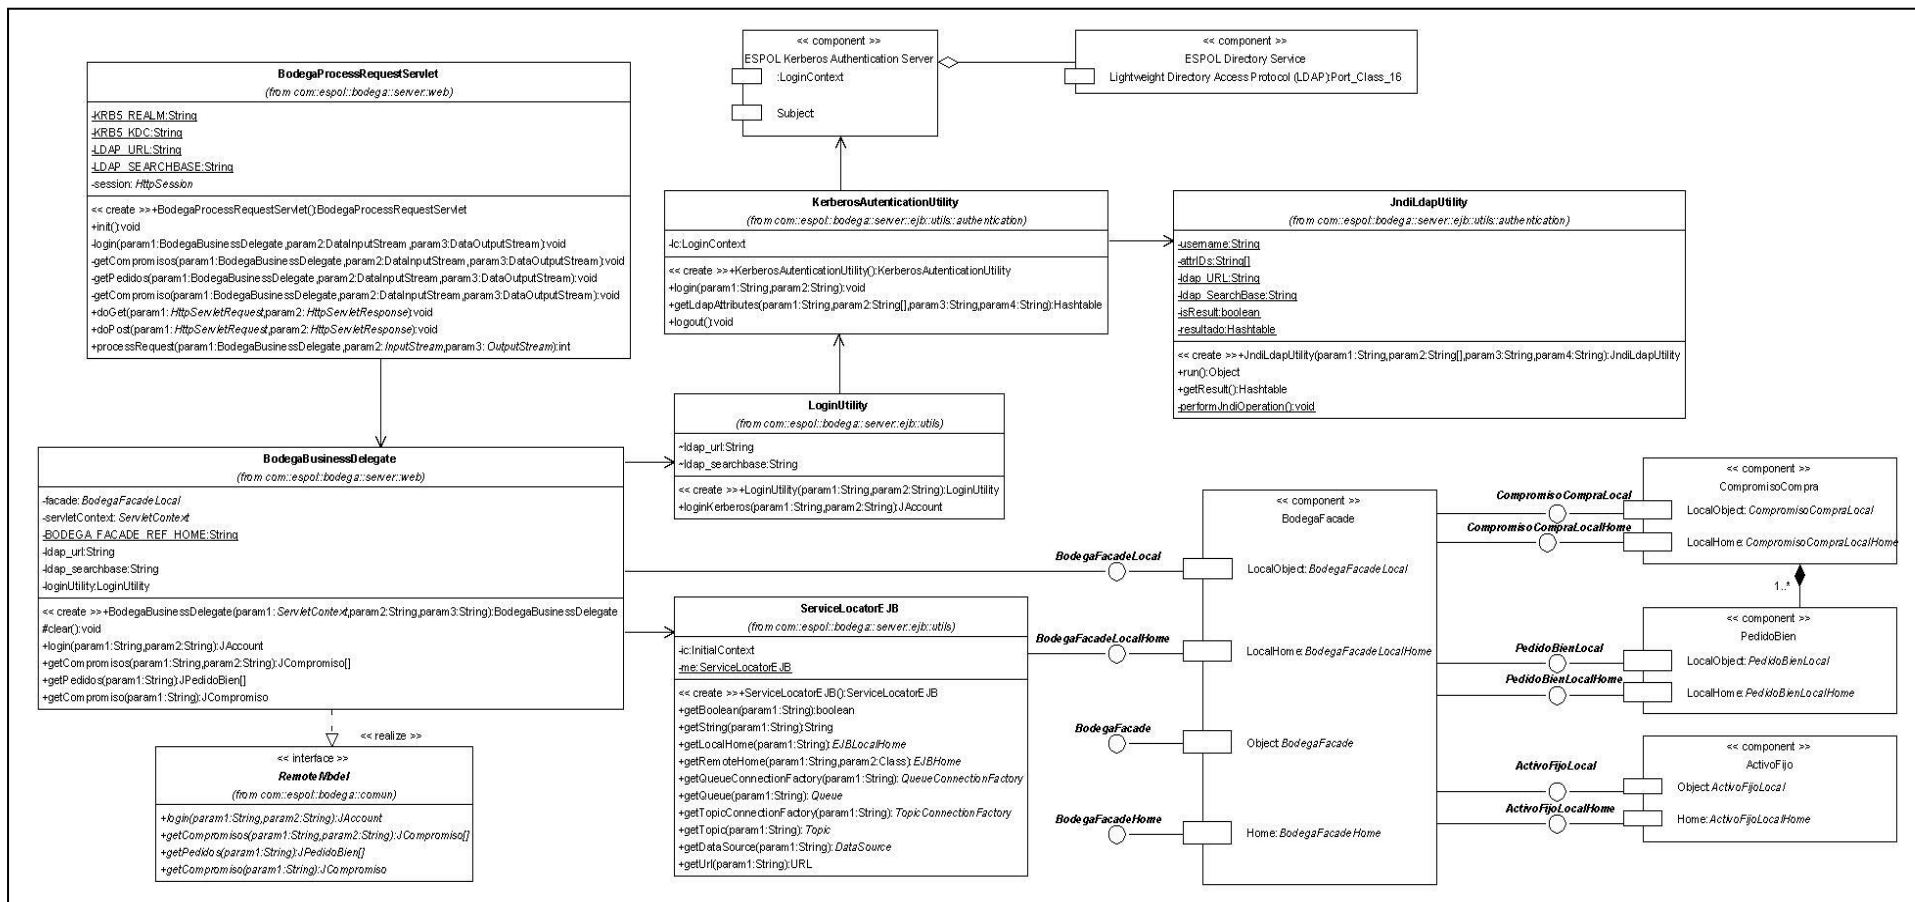 BodegaProcessRequestServlet
(from com::espol::bodega::server::web)
-KRB5_REALM:String
-KRB5_KDC:String
-LDAP_URL:String
-LDAP_SEARCHBASE:String
-session: HttpSession
<< create >>+BodegaProcessRequestServlet():BodegaProcessRequestServlet
+init():void
-login(param1:BodegaBusinessDelegate,param2:DataInputStream,param3:DataOutputStream):void
-getCompromisos(param1:BodegaBusinessDelegate,param2:DataInputStream,param3:DataOutputStream):void
-getPedidos(param1:BodegaBusinessDelegate,param2:DataInputStream,param3:DataOutputStream):void
-getCompromiso(param1:BodegaBusinessDelegate,param2:DataInputStream,param3:DataOutputStream):void
+doGet(param1: HttpServletRequest,param2: HttpServletResponse):void
+doPost(param1: HttpServletRequest,param2: HttpServletResponse):void
+processRequest(param1:BodegaBusinessDelegate,param2: InputStream,param3: OutputStream):int
<< component >>
ESPOL Kerberos Authentication Server
:LoginContext
Subject
<< component >>
ESPOL Directory Service
Lightweight Directory Access Protocol (LDAP):Port_Class_16
KerberosAutenticationUtility
(from com::espol::bodega::server::ejb::utils::authentication)
-lc:LoginContext
<< create >>+KerberosAutenticationUtility():KerberosAutenticationUtility
+login(param1:String,param2:String):void
+getLdapAttributes(param1:String,param2:String[],param3:String,param4:String):Hashtable
+logout():void
JndiLdapUtility
(from com::espol::bodega::server::ejb::utils::authentication)
-username:String
-attrIDs:String[]
-ldap_URL:String
-ldap_SearchBase:String
-isResult:boolean
-resultado:Hashtable
<< create >>+JndiLdapUtility(param1:String,param2:String[],param3:String,param4:String):JndiLdapUtility
+run():Object
+getResult():Hashtable
-performJndiOperation():void
LoginUtility
(from com::espol::bodega::server::ejb::utils)
~ldap_url:String
~ldap_searchbase:String
<< create >>+LoginUtility(param1:String,param2:String):LoginUtility
+loginKerberos(param1:String,param2:String):JAccount
BodegaBusinessDelegate
(from com::espol::bodega::server::web)
-facade: BodegaFacadeLocal
-servletContext: ServletContext
-BODEGA_FACADE_REF_HOME:String
-ldap_url:String
-ldap_searchbase:String
-loginUtility:LoginUtility
<< create >>+BodegaBusinessDelegate(param1: ServletContext,param2:String,param3:String):BodegaBusinessDelegate
#clear():void
+login(param1:String,param2:String):JAccount
+getCompromisos(param1:String,param2:String):JCompromiso[]
+getPedidos(param1:String):JPedidoBien[]
+getCompromiso(param1:String):JCompromiso
<< realize >>
<< interface >>
RemoteModel
(from com::espol::bodega::comun)
+login(param1:String,param2:String):JAccount
+getCompromisos(param1:String,param2:String):JCompromiso[]
+getPedidos(param1:String):JPedidoBien[]
+getCompromiso(param1:String):JCompromiso
ServiceLocatorEJB
(from com::espol::bodega::server::ejb::utils)
-ic:InitialContext
-me:ServiceLocatorEJB
<< create >>+ServiceLocatorEJB():ServiceLocatorEJB
+getBoolean(param1:String):boolean
+getString(param1:String):String
+getLocalHome(param1:String): EJBLocalHome
+getRemoteHome(param1:String,param2:Class): EJBHome
+getQueueConnectionFactory(param1:String): QueueConnectionFactory
+getQueue(param1:String): Queue
+getTopicConnectionFactory(param1:String): TopicConnectionFactory
+getTopic(param1:String): Topic
+getDataSource(param1:String): DataSource
+getUrl(param1:String):URL
BodegaFacadeLocal
BodegaFacadeLocalHome
BodegaFacade
BodegaFacadeHome
<< component >>
BodegaFacade
LocalObject: BodegaFacadeLocal
LocalHome: BodegaFacadeLocalHome
Object: BodegaFacade
Home: BodegaFacadeHome
CompromisoCompraLocal
CompromisoCompraLocalHome
PedidoBienLocal
PedidoBienLocalHome
ActivoFijoLocal
ActivoFijoLocalHome
<< component >>
CompromisoCompra
LocalObject: CompromisoCompraLocal
LocalHome: CompromisoCompraLocalHome
1..*
<< component >>
PedidoBien
LocalObject: PedidoBienLocal
LocalHome: PedidoBienLocalHome
<< component >>
ActivoFijo
Object: ActivoFijoLocal
Home: ActivoFijoLocalHome